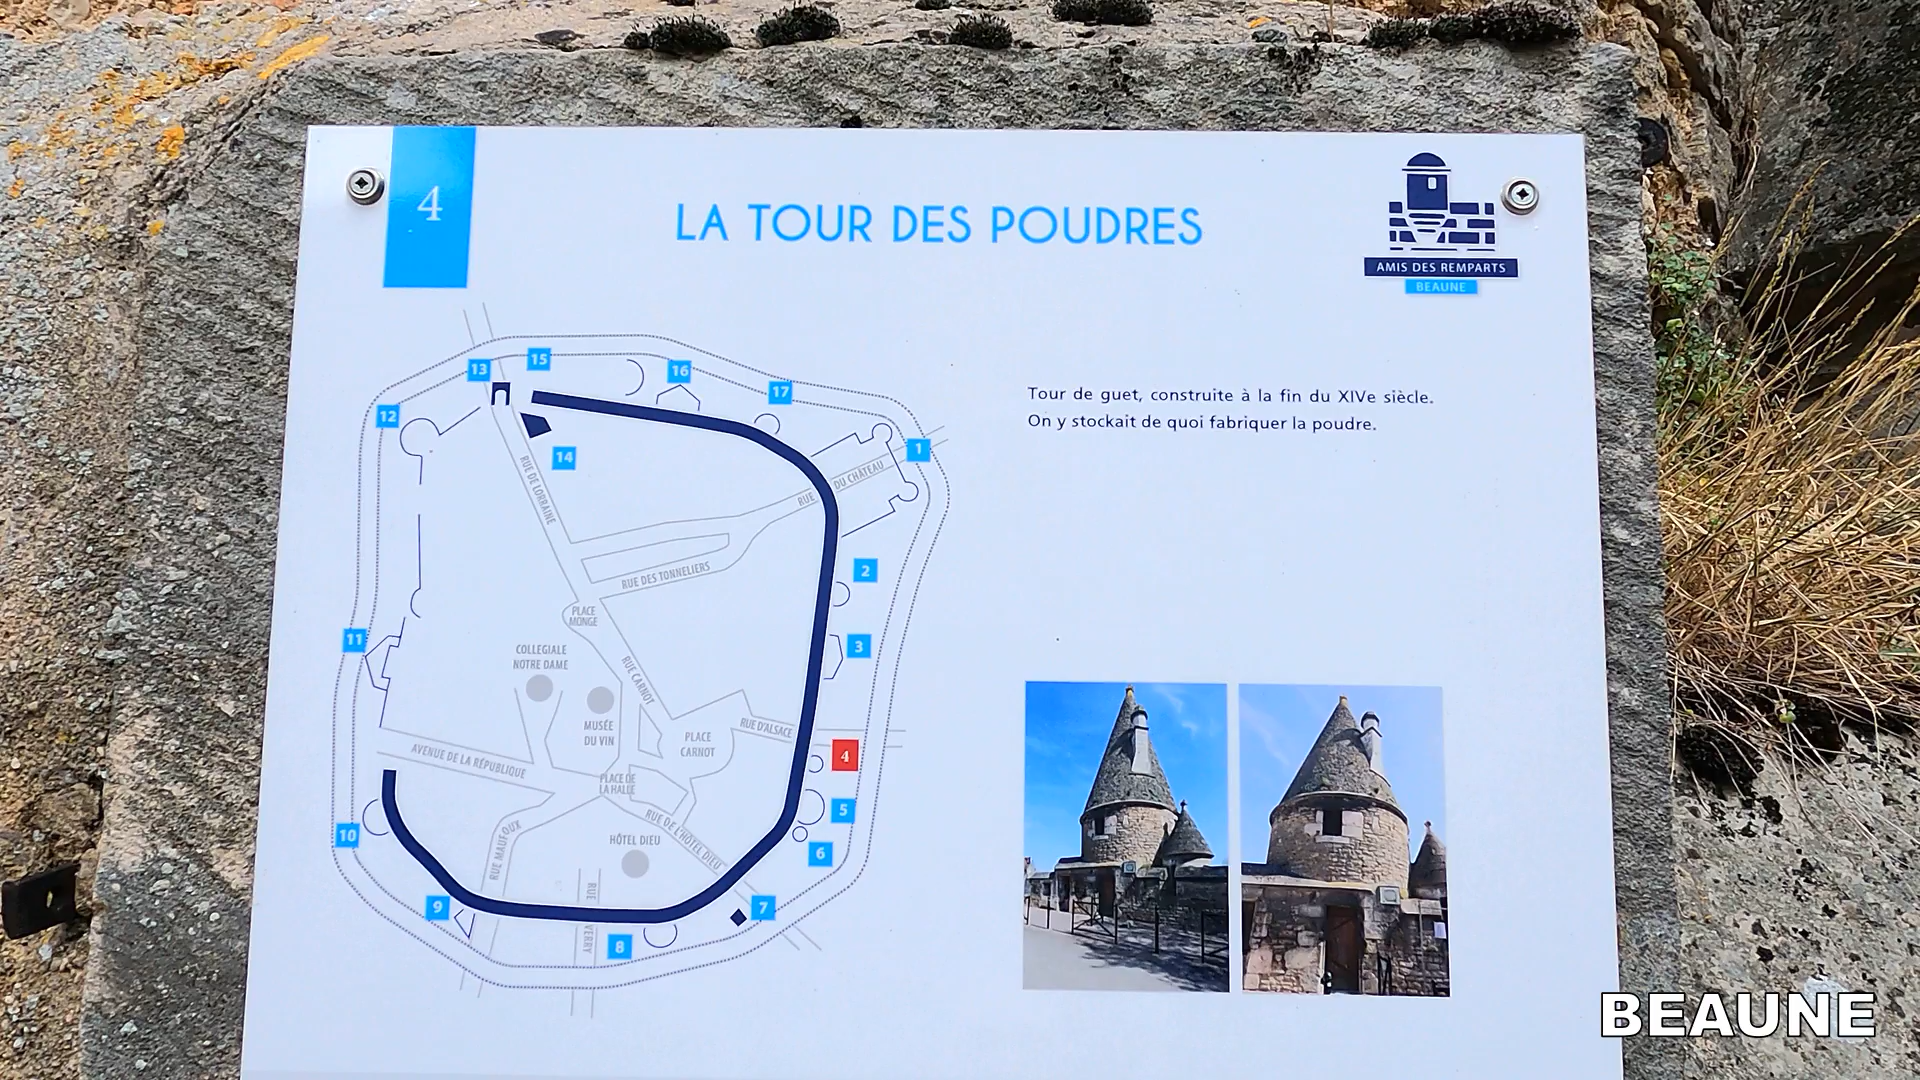 4
LA TOUR DES POUDRES
AMIS DES REMPARTS
BEAUNE
Tour de guet, construite à la fin du XIVe siècle.
On y stockait de quoi fabriquer la poudre.
13
15
16
17
12
1
14
RUE DE LORRAINE
RUE DU CHÂTEAU
2
RUE DES TONNELIERS
PLACE
MONGE
11
3
COLLEGIALE
NOTRE DAME
RUE CARNOT
MUSÉE
DU VIN
RUE D'ALSACE
PLACE
CARNOT
4
AVENUE DE LA RÉPUBLIQUE
PLACE DE
LA HALLE
5
10
RUE MAUFOUX
HÔTEL DIEU
RUE DE L'HÔTEL DIEU
6
9
RUE VERRY
7
8
BEAUNE